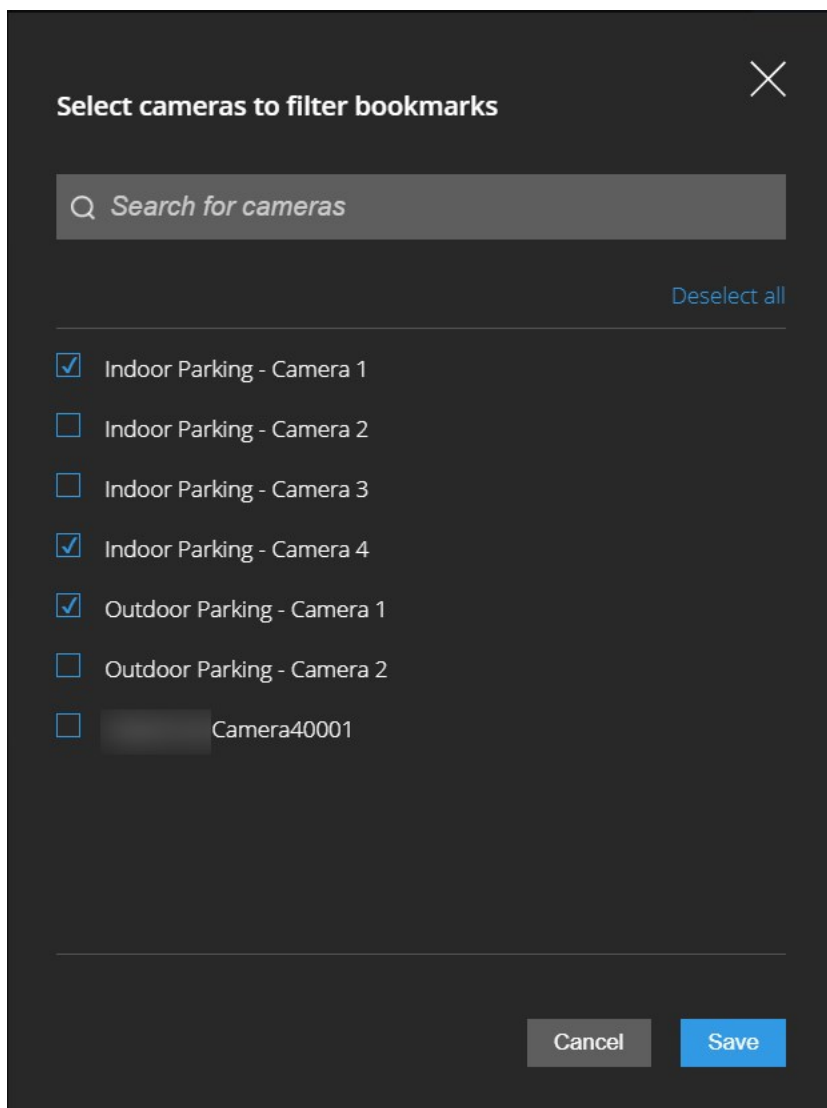 Select cameras to filter bookmarks
Search for cameras
Deselect all
Indoor Parking - Camera 1
Indoor Parking - Camera 2
Indoor Parking - Camera 3
Indoor Parking - Camera 4
Outdoor Parking - Camera 1
Outdoor Parking - Camera 2
Camera40001
Cancel Save